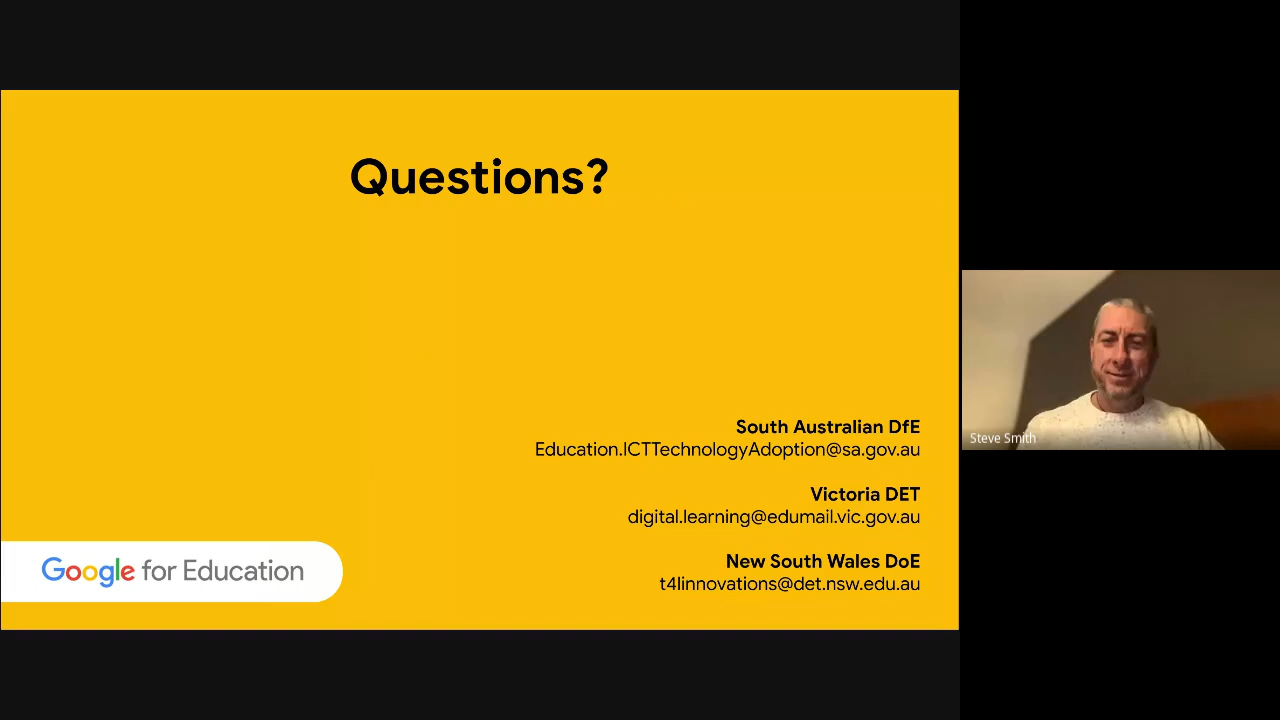 Questions?
South Australian DfE
Education.ICTTechnologyAdoption@sa.gov.au
Victoria DET
digital.learning@edumail.vic.gov.au
New South Wales DoE
t4linnovations@det.nsw.edu.au
Google for Education
Steve Smith